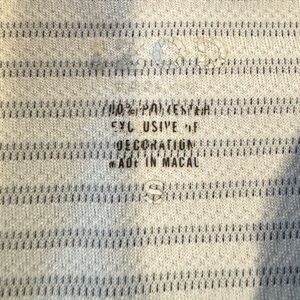 100% POLYESTER
EXCLUSIVE OF
DECORATION
MADE IN MACAU
S